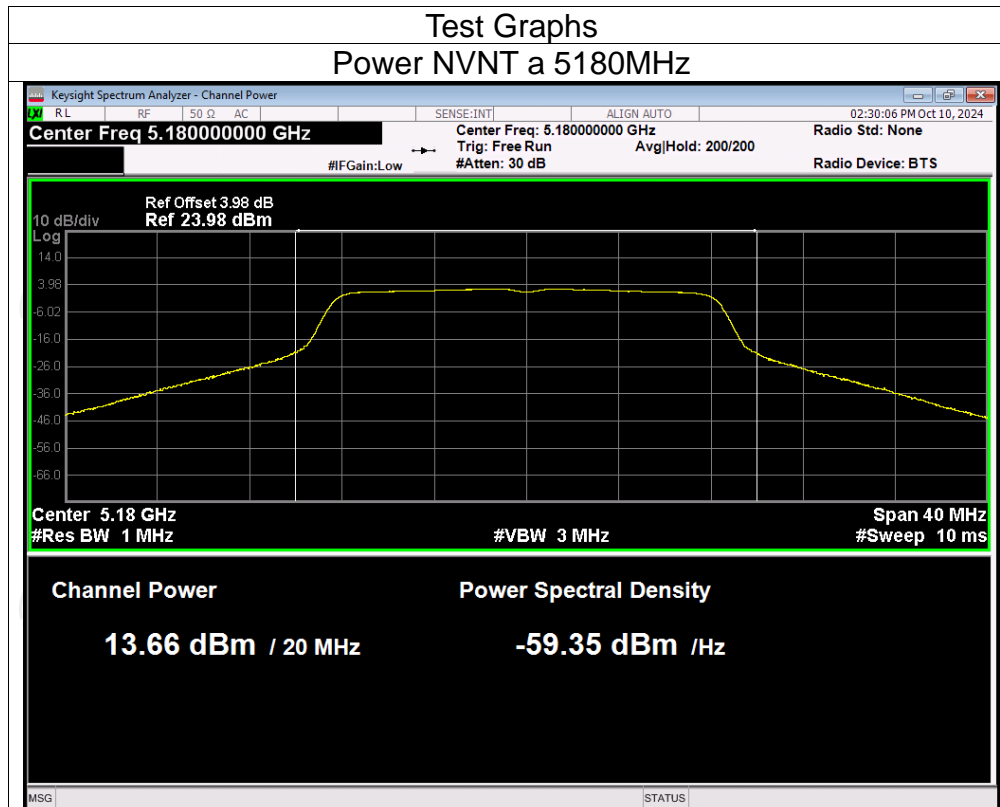 Test Graphs
Power NVNT a 5180MHz
Keysight Spectrum Analyzer - Channel Power
LXI RL RF 50 Ω AC SENSE:INT ALIGN AUTO 02:30:06 PM Oct 10, 2024
Center Freq 5.180000000 GHz
Center Freq: 5.180000000 GHz Radio Std: None
Trig: Free Run Avg|Hold: 200/200
#IFGain:Low #Atten: 30 dB Radio Device: BTS
Ref Offset 3.98 dB
10 dB/div Ref 23.98 dBm
Log
14.0
3.98
-6.02
-16.0
-26.0
-36.0
-46.0
-56.0
-66.0
Center 5.18 GHz Span 40 MHz
#Res BW 1 MHz #VBW 3 MHz #Sweep 10 ms
Channel Power Power Spectral Density
13.66 dBm / 20 MHz -59.35 dBm /Hz
MSG STATUS